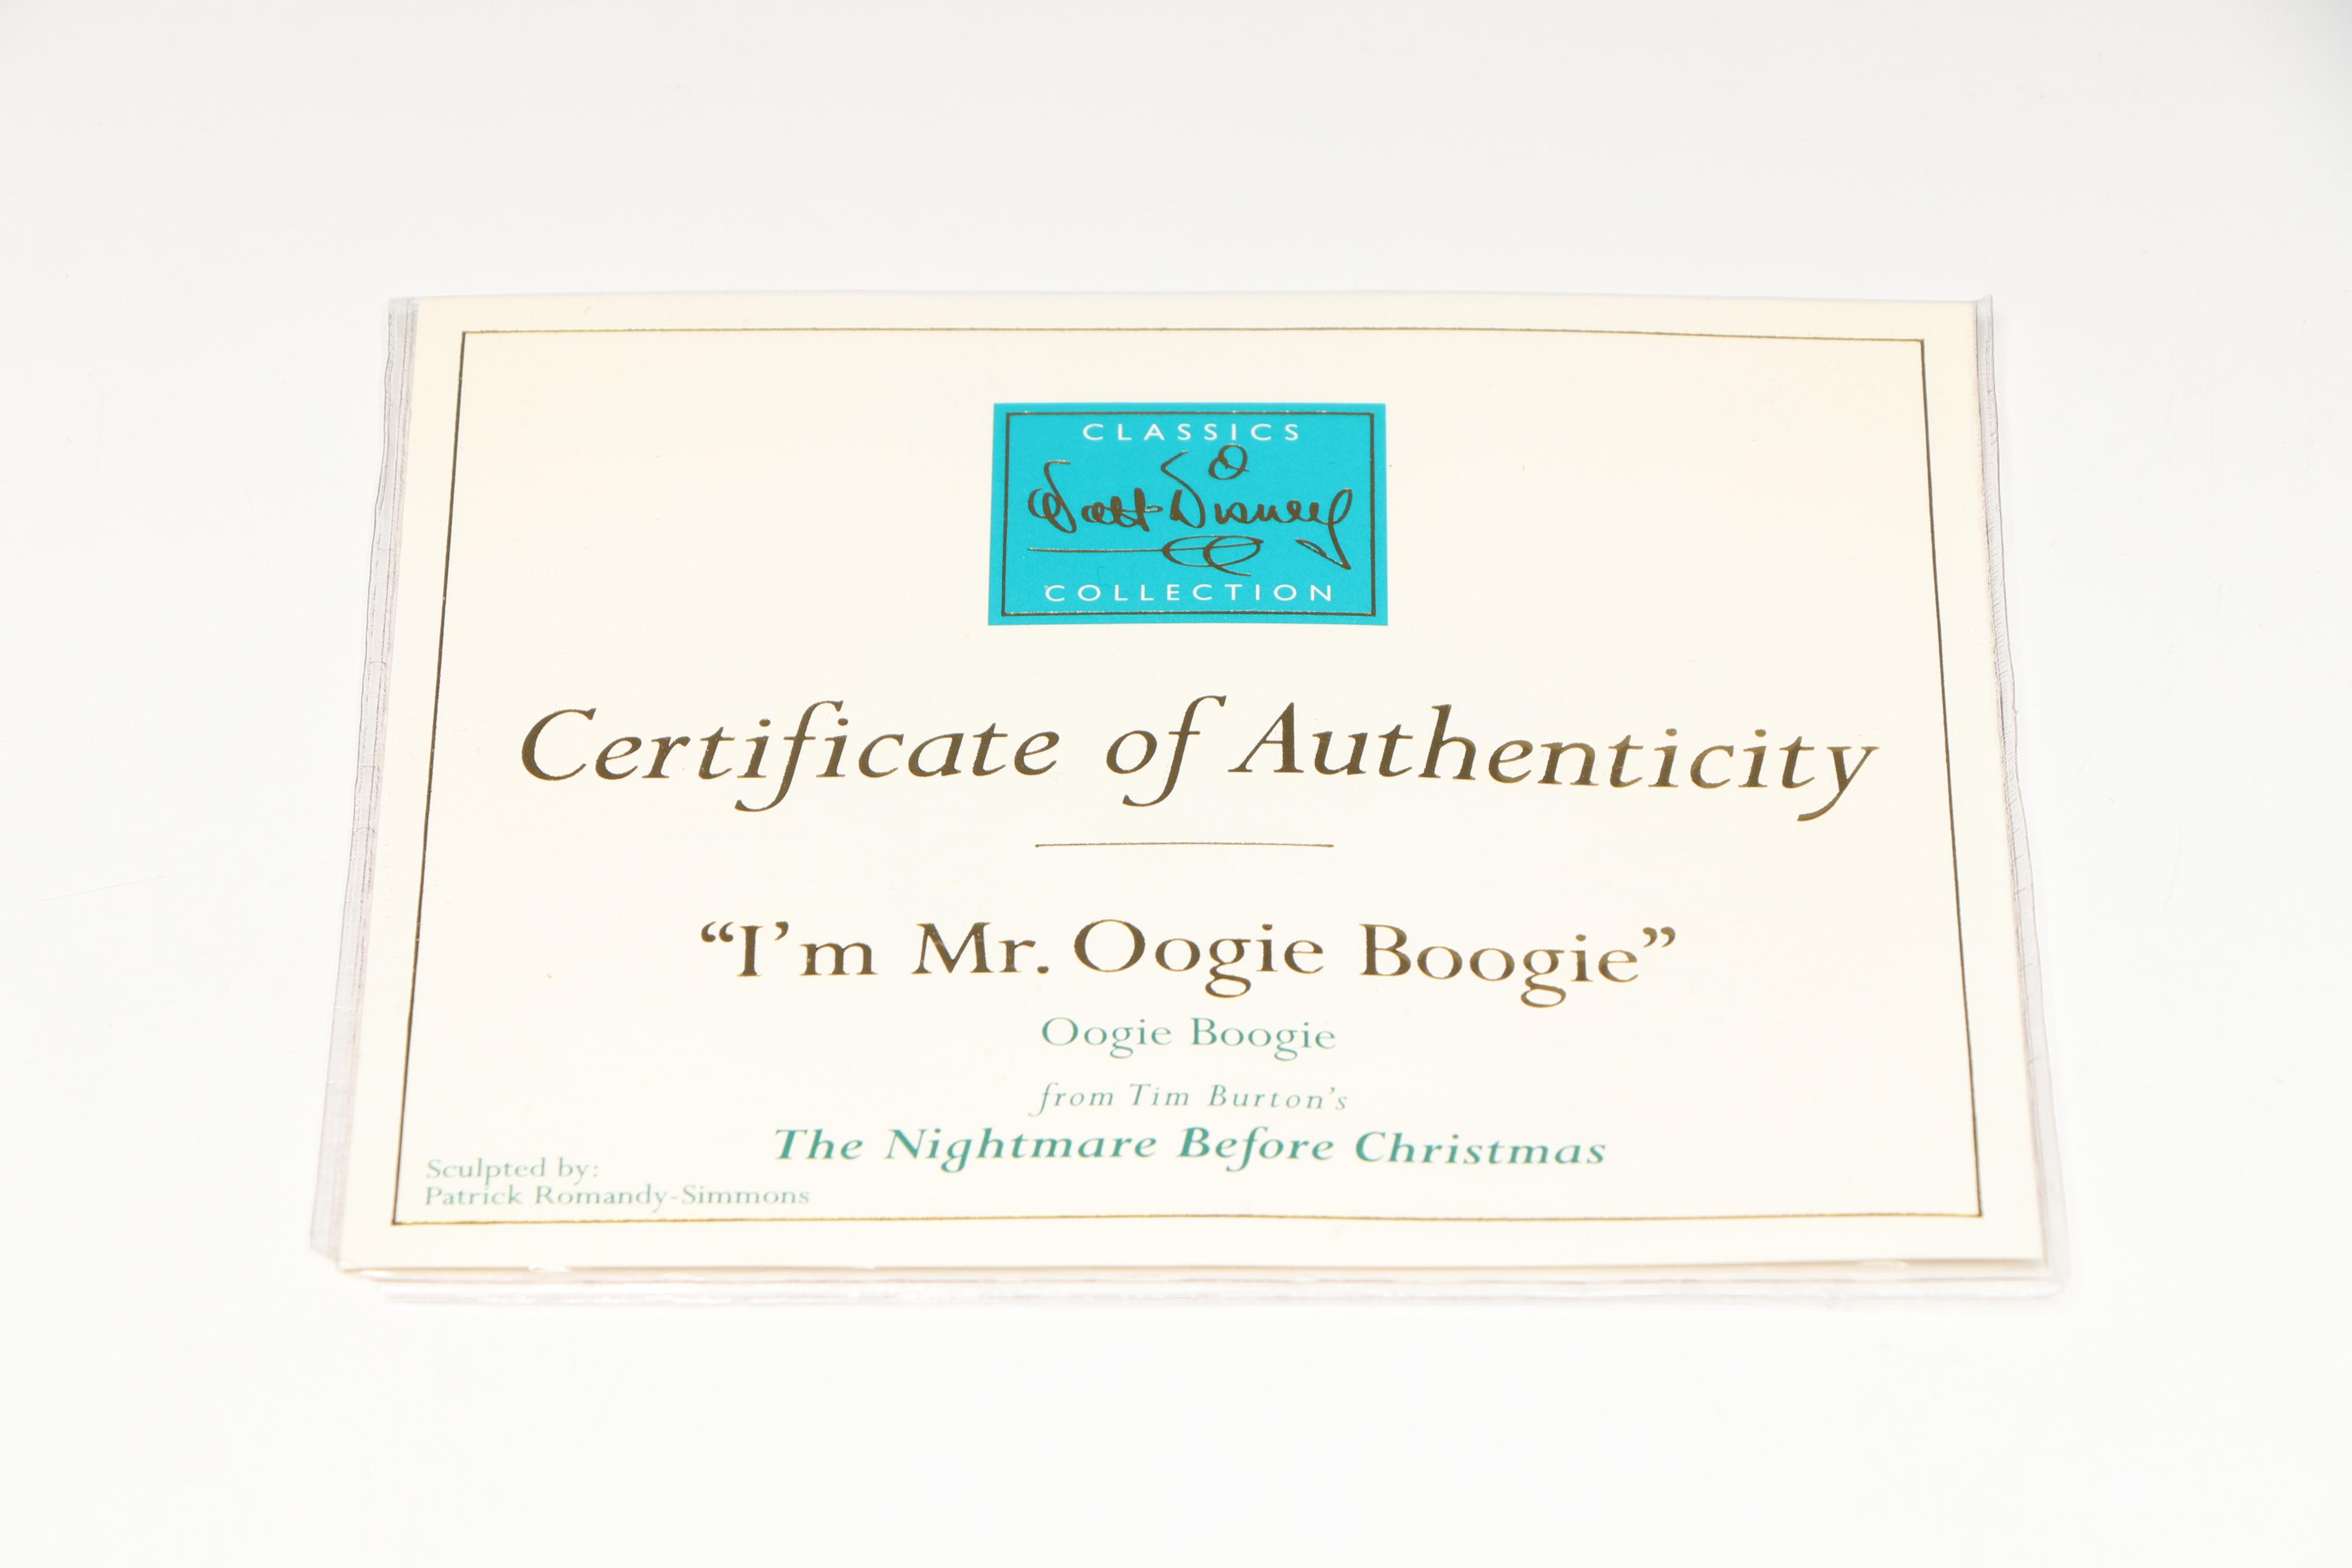 CLASSICS
Walt Disney
COLLECTION
Certificate of Authenticity
“I’m Mr. Oogie Boogie”
Oogie Boogie
from Tim Burton’s
The Nightmare Before Christmas
Sculpted by:
Patrick Romandy-Simmons